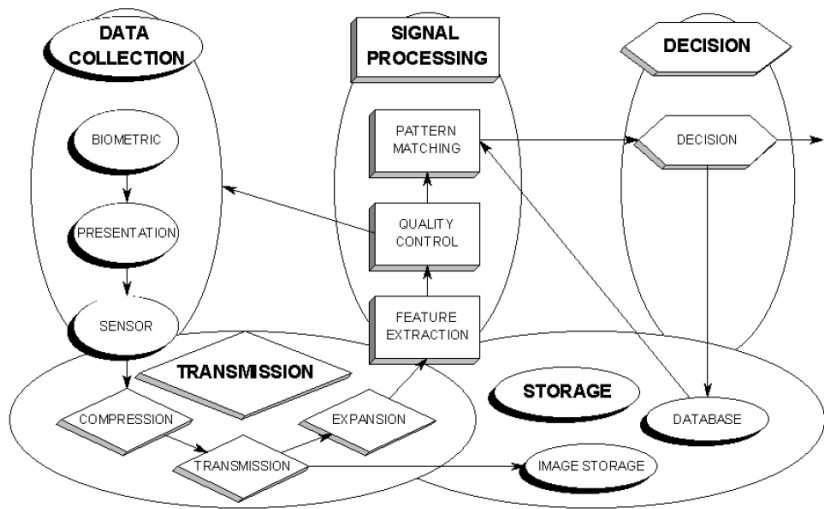 DATA
COLLECTION
SIGNAL
PROCESSING
DECISION
BIOMETRIC
PATTERN
MATCHING
DECISION
PRESENTATION
QUALITY
CONTROL
SENSOR
FEATURE
EXTRACTION
TRANSMISSION
STORAGE
COMPRESSION
EXPANSION
DATABASE
TRANSMISSION
IMAGE STORAGE